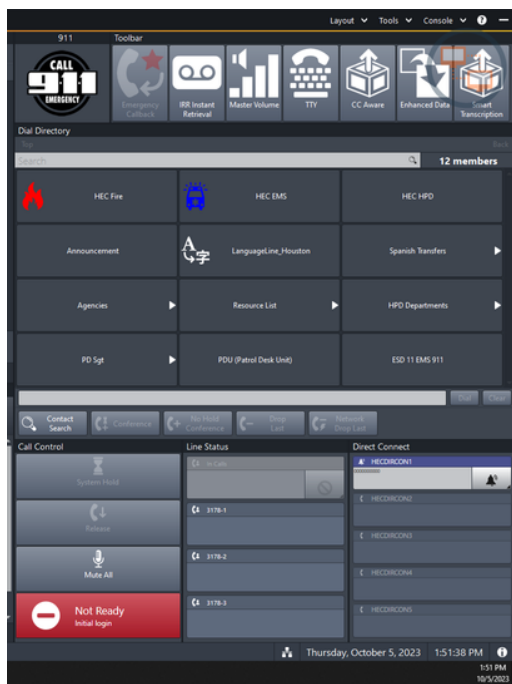 Layout Tools Console ?
911 Toolbar
CALL
911
EMERGENCY
Emergency
Callback
IRR Instant
Retrieval
Master Volume
TTY
CC Aware
Enhanced Data
Smart
Transcription
Dial Directory
Top Back
Search 12 members
HEC Fire HEC EMS HEC HPD
Announcement A字 LanguageLine_Houston Spanish Transfers
Agencies Resource List HPD Departments
PD Sgt PDU (Patrol Desk Unit) ESD 11 EMS 911
Dial Clear
Contact
Search
Conference
No Hold
Conference
Drop
Last
Network
Drop Last
Call Control Line Status Direct Connect
System Hold
Release
Mute All
Not Ready
Initial login
In Calls
3178-1
3178-2
3178-3
HECDIRCON1
HECDIRCON2
HECDIRCON3
HECDIRCON4
HECDIRCON5
Thursday, October 5, 2023 1:51:38 PM
1:51 PM
10/5/2023